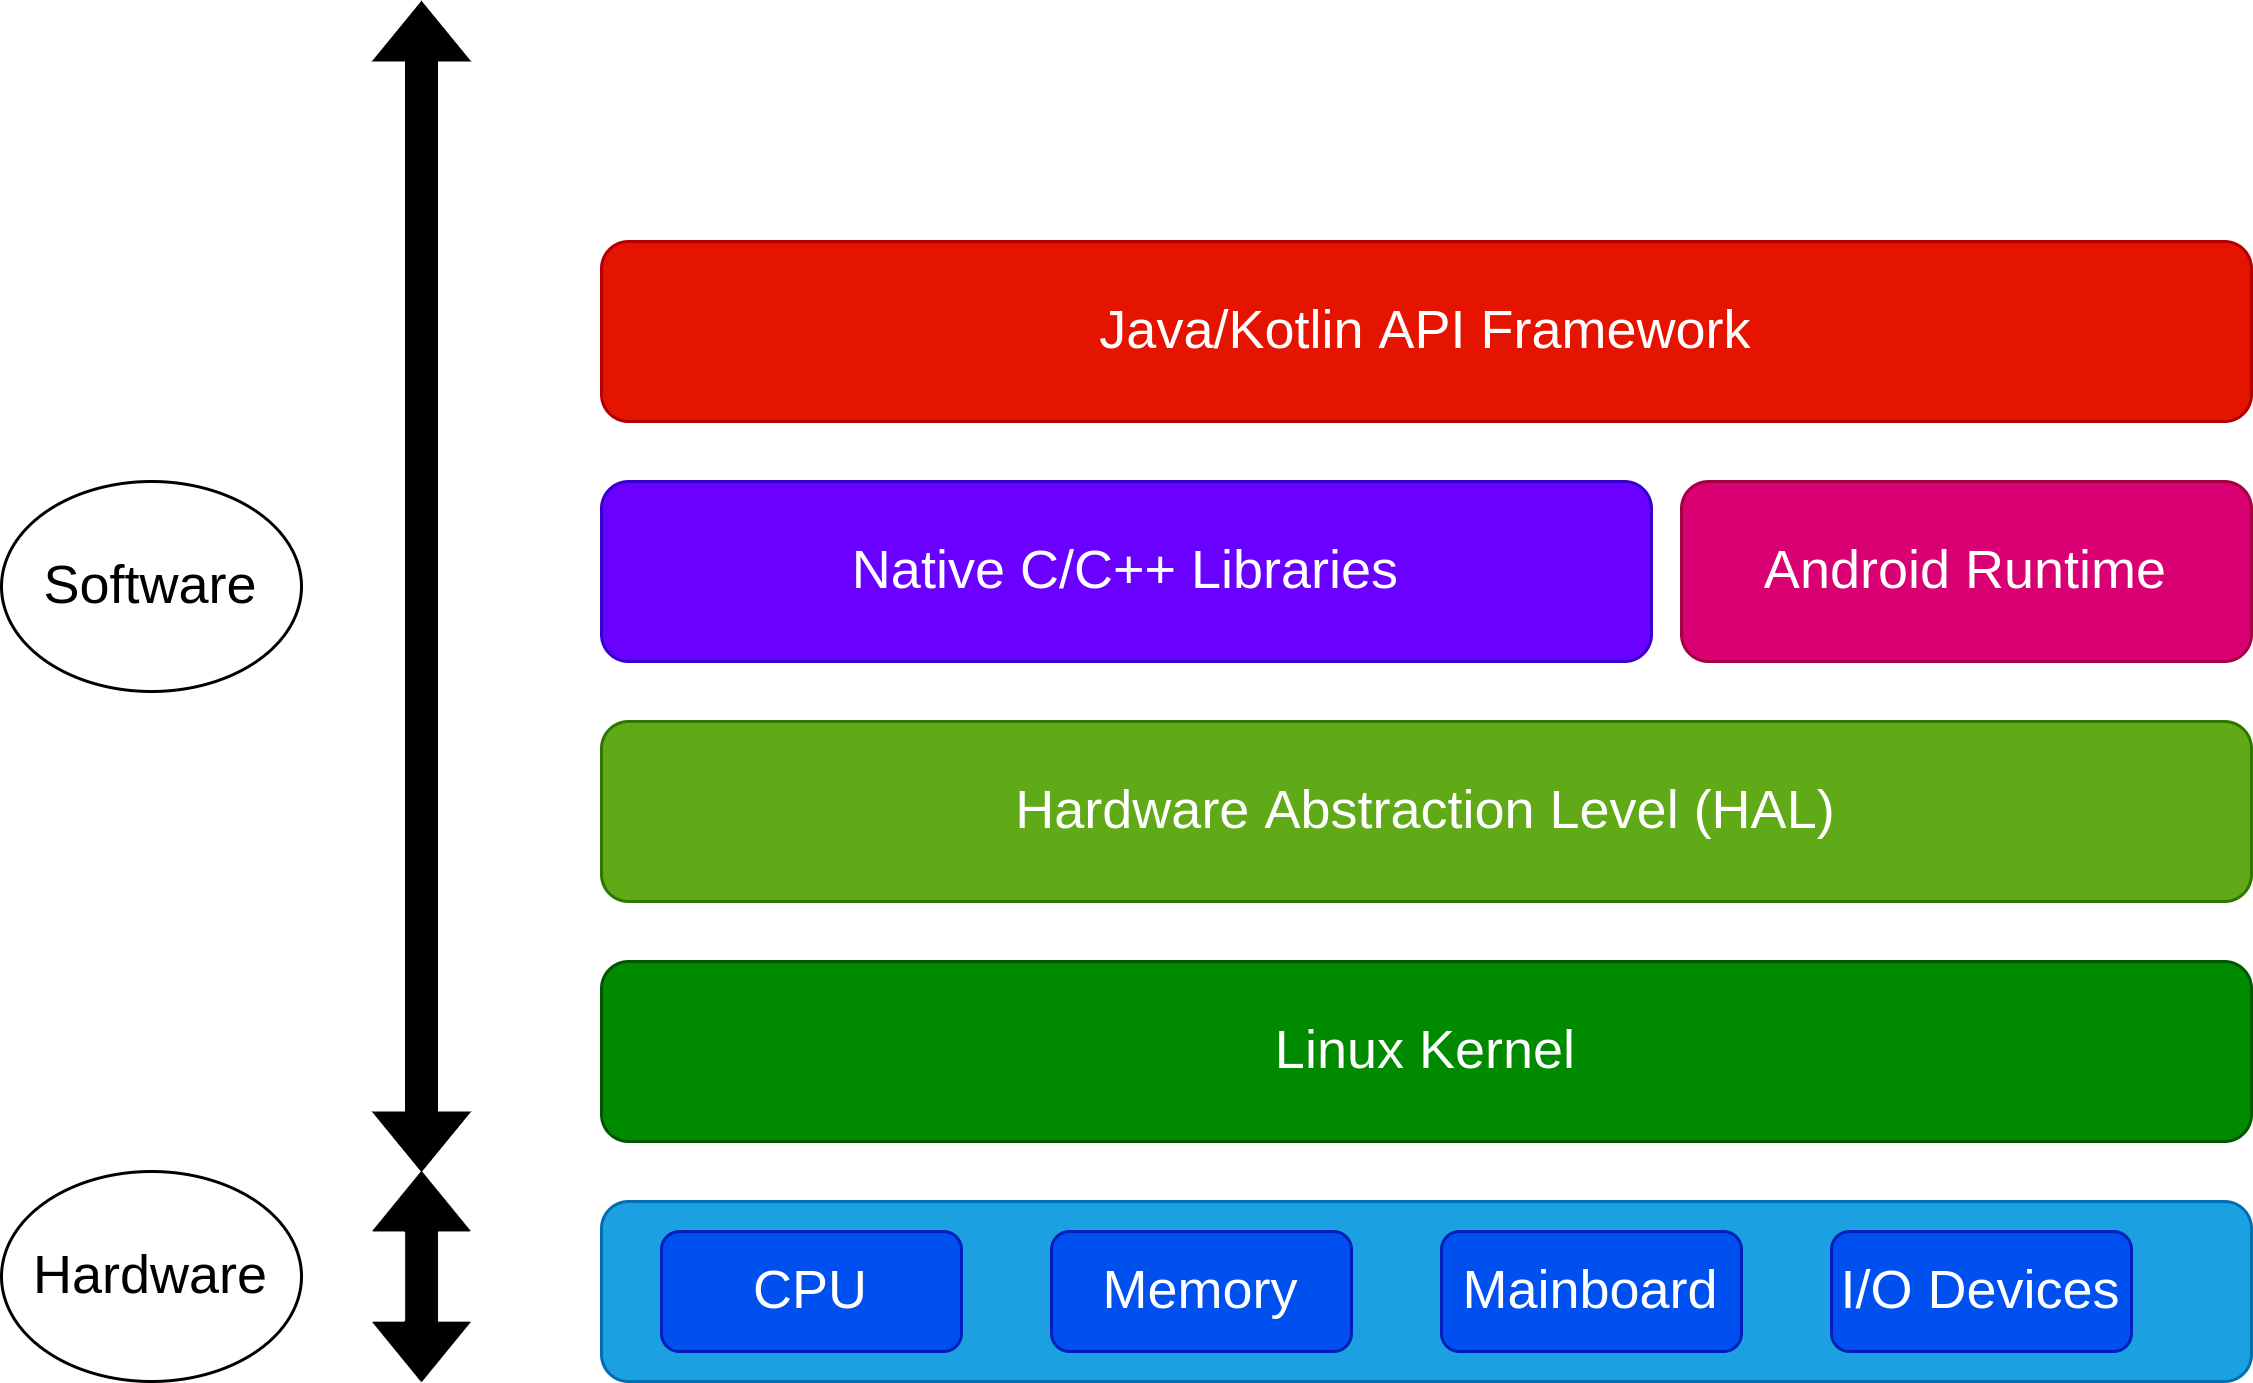 Java/Kotlin API Framework
Native C/C++ Libraries
Android Runtime
Software
Hardware Abstraction Level (HAL)
Linux Kernel
Hardware
CPU
Memory
Mainboard
I/O Devices